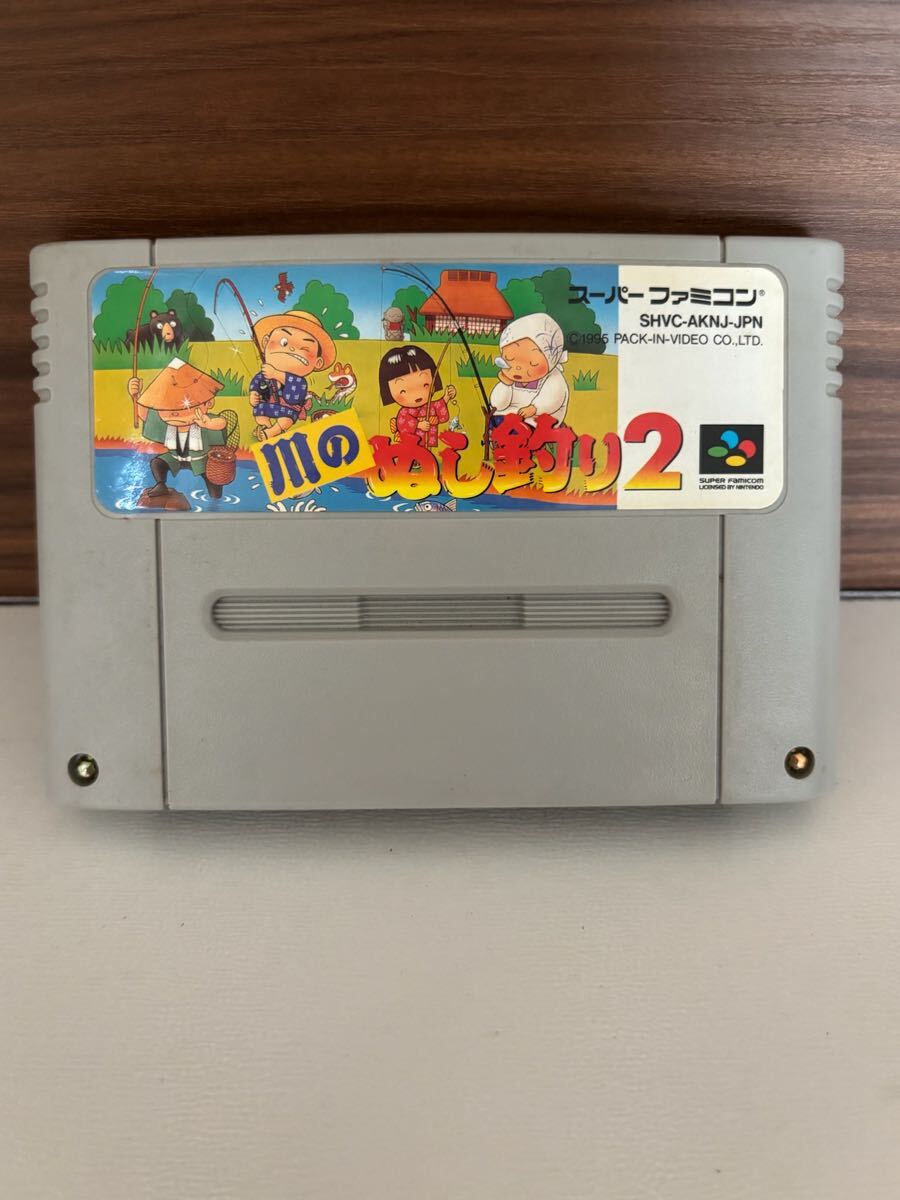 スーパーファミコン®
SHVC-AKNJ-JPN
©1995 PACK-IN-VIDEO CO.,LTD.
川の
ぬし釣り2
SUPER FAMICOM
LICENSED BY NINTENDO